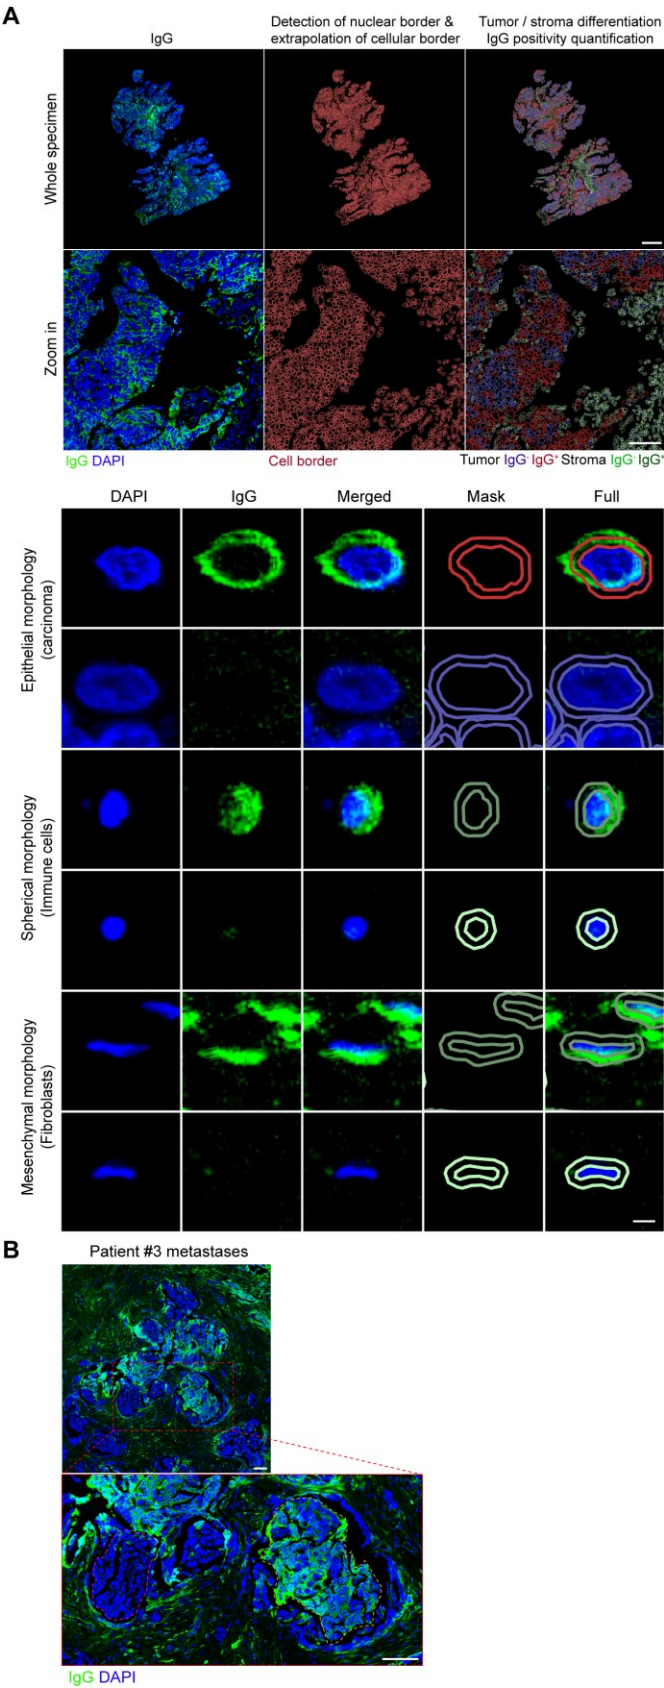 A
IgG
Detection of nuclear border &
extrapolation of cellular border
Tumor / stroma differentiation
IgG positivity quantification
Whole specimen
Zoom in
IgG DAPI
Cell border
Tumor IgG- IgG+ Stroma IgG- IgG+
DAPI IgG Merged Mask Full
Epithelial morphology
(carcinoma)
Spherical morphology
(Immune cells)
Mesenchymal morphology
(Fibroblasts)
B
Patient #3 metastases
IgG DAPI